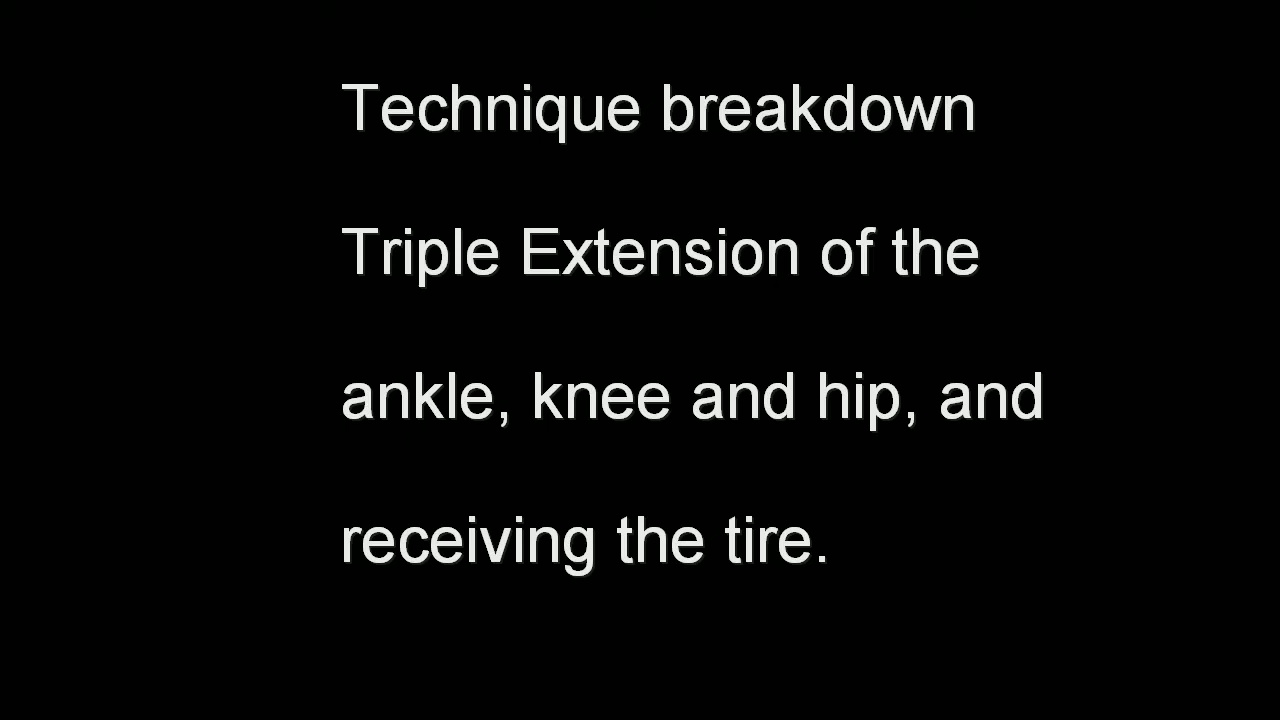 Technique breakdown
Triple Extension of the
ankle, knee and hip, and
receiving the tire.